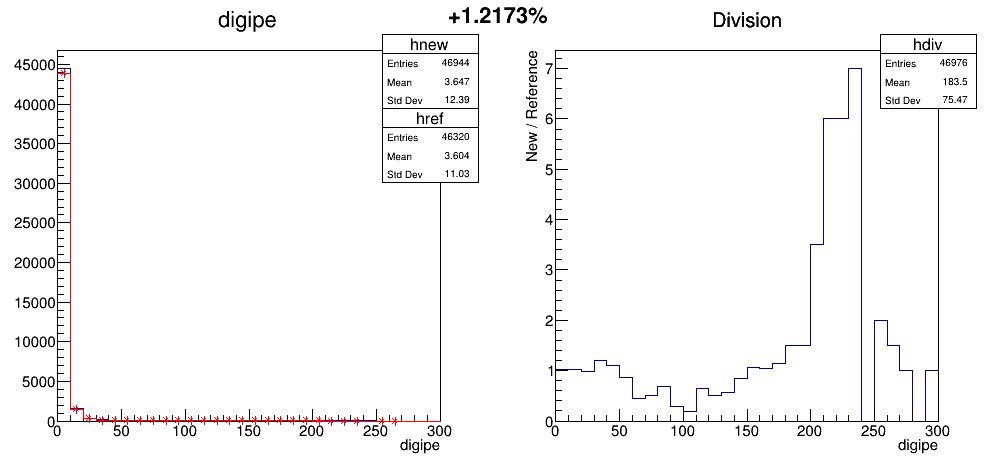 digipe
+1.2173%
Division
hnew
Entries 46944
Mean 3.647
Std Dev 12.39
href
Entries 46320
Mean 3.604
Std Dev 11.03
45000
40000
35000
30000
25000
20000
15000
10000
5000
0
0 50 100 150 200 250 300
digipe
hdiv
Entries 46976
Mean 183.5
Std Dev 75.47
New / Reference
7
6
5
4
3
2
1
0
0 50 100 150 200 250 300
digipe